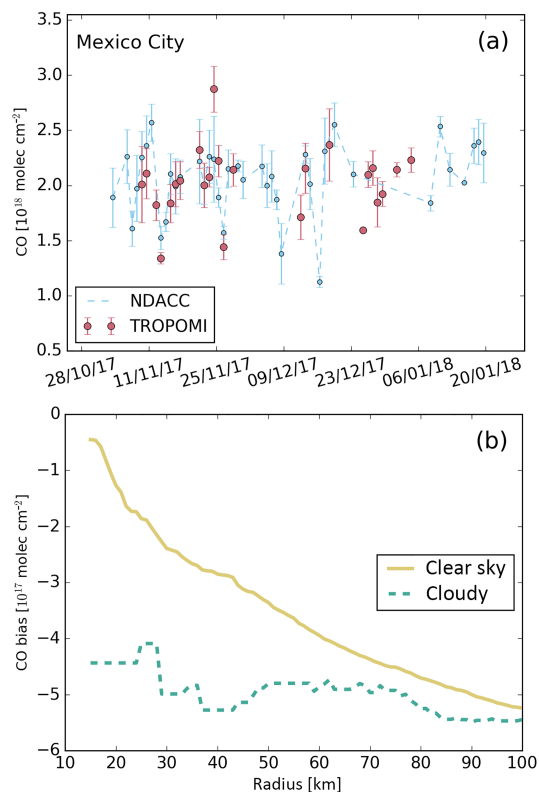 Mexico City
(a)
3.5
3.0
2.5
2.0
1.5
1.0
0.5
CO [10¹⁸ molec cm⁻²]
NDACC
TROPOMI
28/10/17
11/11/17
25/11/17
09/12/17
23/12/17
06/01/18
20/01/18
(b)
0
−1
−2
−3
−4
−5
−6
CO bias [10¹⁷ molec cm⁻²]
Clear sky
Cloudy
10 20 30 40 50 60 70 80 90 100
Radius [km]